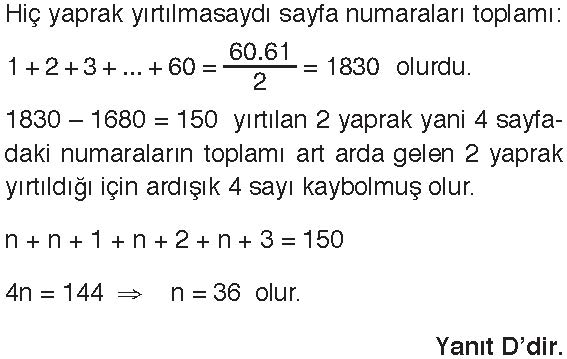 Hiç yaprak yırtılmasaydı sayfa numaraları toplamı:
1 + 2 + 3 + ... + 60 = 60.61 / 2 = 1830 olurdu.
1830 – 1680 = 150 yırtılan 2 yaprak yani 4 sayfa-
daki numaraların toplamı art arda gelen 2 yaprak
yırtıldığı için ardışık 4 sayı kaybolmuş olur.
n + n + 1 + n + 2 + n + 3 = 150
4n = 144 ⇒ n = 36 olur.
Yanıt D’dir.